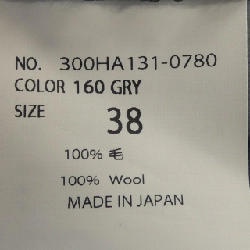 NO. 300HA131-0780
COLOR 160 GRY
SIZE 38
100% 毛
100% Wool
MADE IN JAPAN